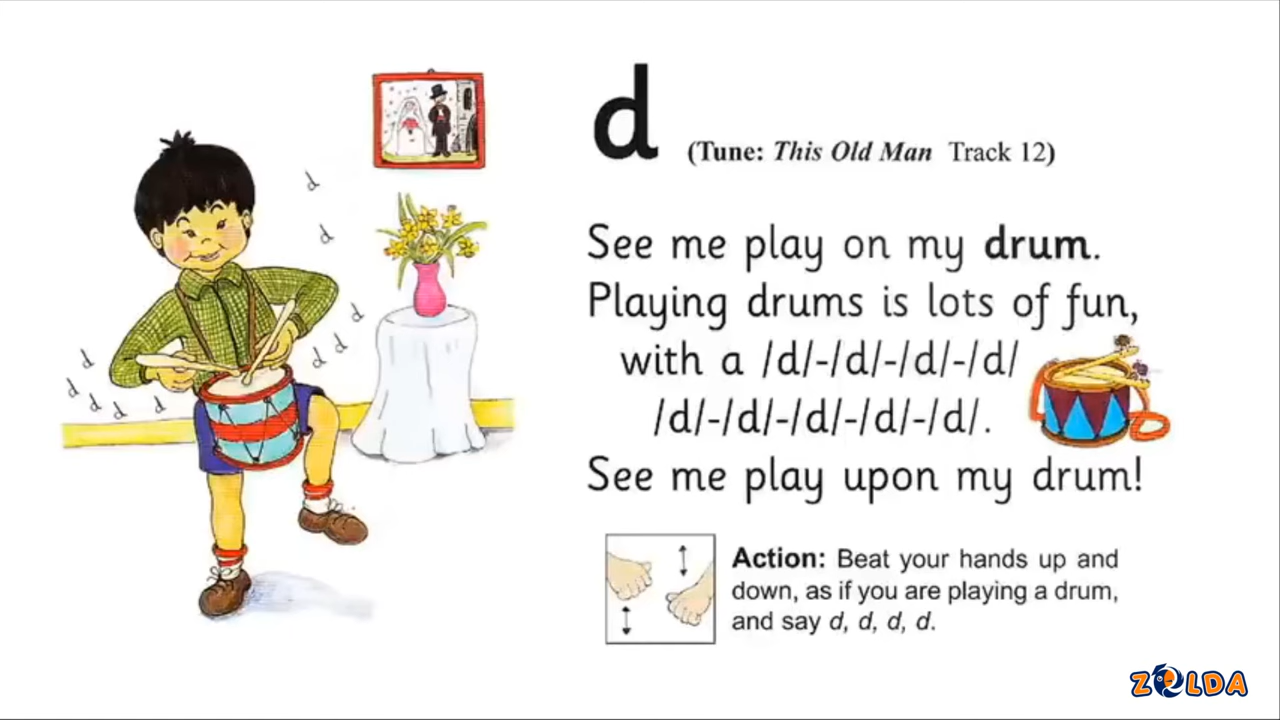 d
(Tune: This Old Man Track 12)
See me play on my drum.
Playing drums is lots of fun,
with a /d/-/d/-/d/-/d/
/d/-/d/-/d/-/d/-/d/.
See me play upon my drum!
Action: Beat your hands up and
down, as if you are playing a drum,
and say d, d, d, d.
d
d
d
d
d
d
d
d
d
d
ZELDA